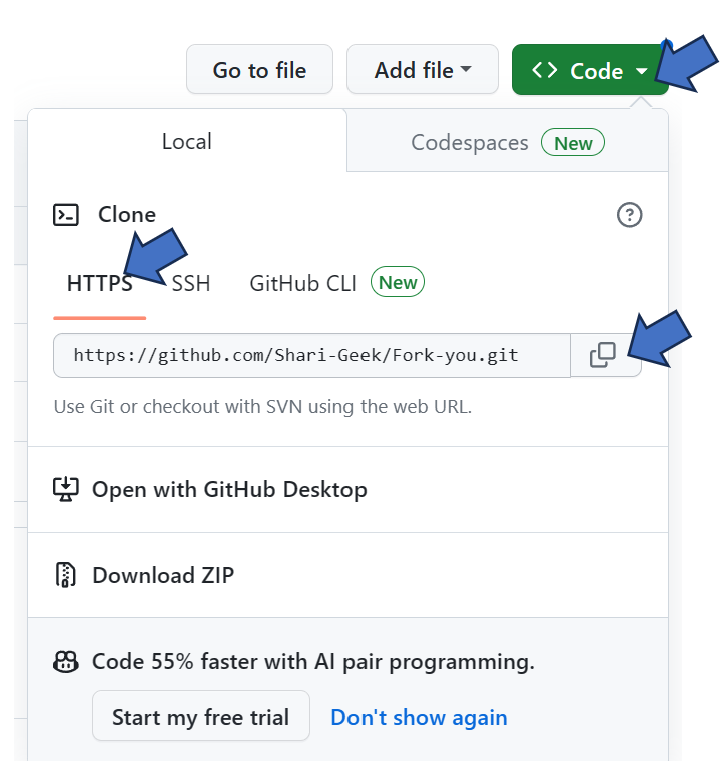 Go to file Add file Code
Local Codespaces New
Clone
HTTPS SSH GitHub CLI New
https://github.com/Shari-Geek/Fork-you.git
Use Git or checkout with SVN using the web URL.
Open with GitHub Desktop
Download ZIP
Code 55% faster with AI pair programming.
Start my free trial Don't show again